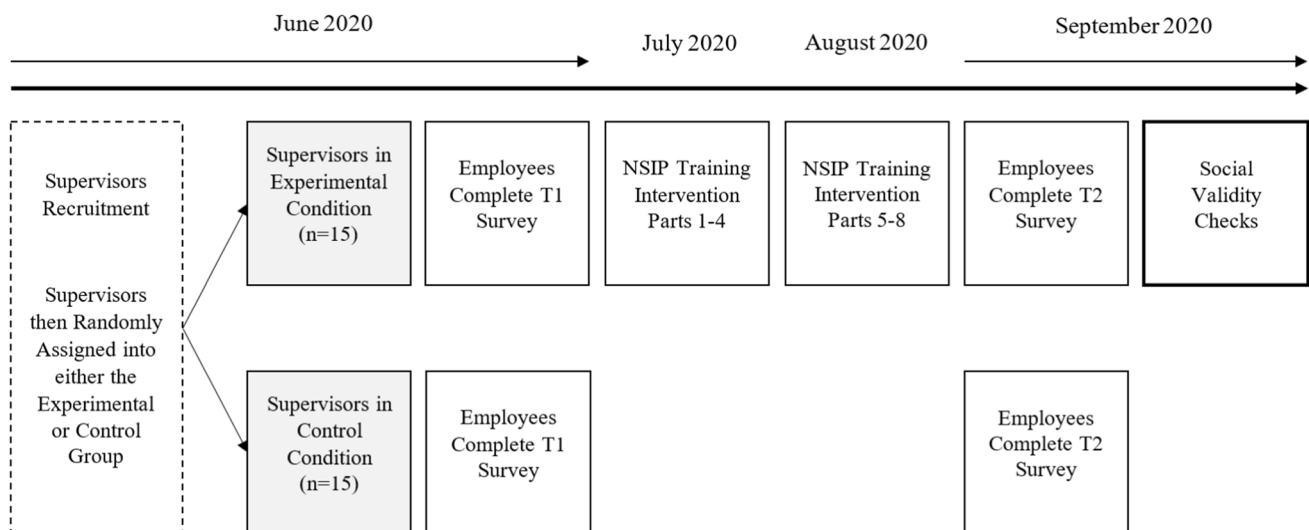 June 2020
July 2020
August 2020
September 2020
Supervisors
Recruitment
Supervisors
then Randomly
Assigned into
either the
Experimental
or Control
Group
Supervisors in
Experimental
Condition
(n=15)
Employees
Complete T1
Survey
NSIP Training
Intervention
Parts 1-4
NSIP Training
Intervention
Parts 5-8
Employees
Complete T2
Survey
Social
Validity
Checks
Supervisors in
Control
Condition
(n=15)
Employees
Complete T1
Survey
Employees
Complete T2
Survey